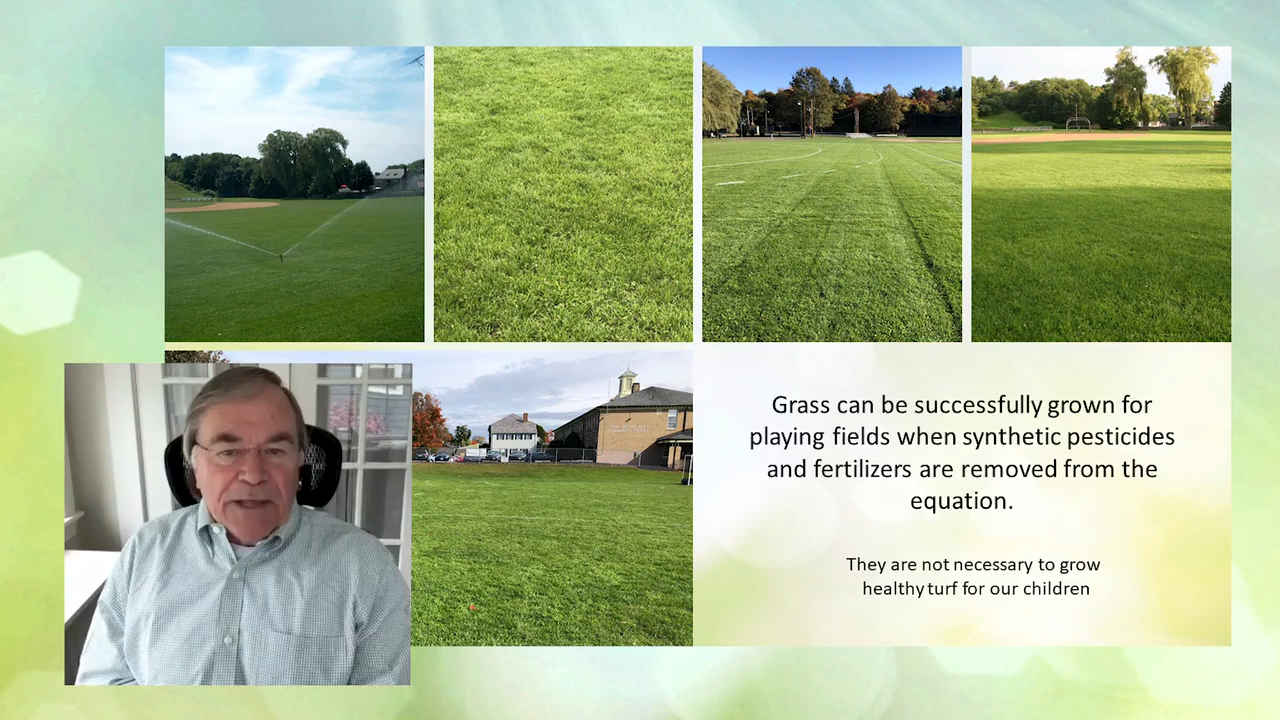 Grass can be successfully grown for
playing fields when synthetic pesticides
and fertilizers are removed from the
equation.
They are not necessary to grow
healthy turf for our children